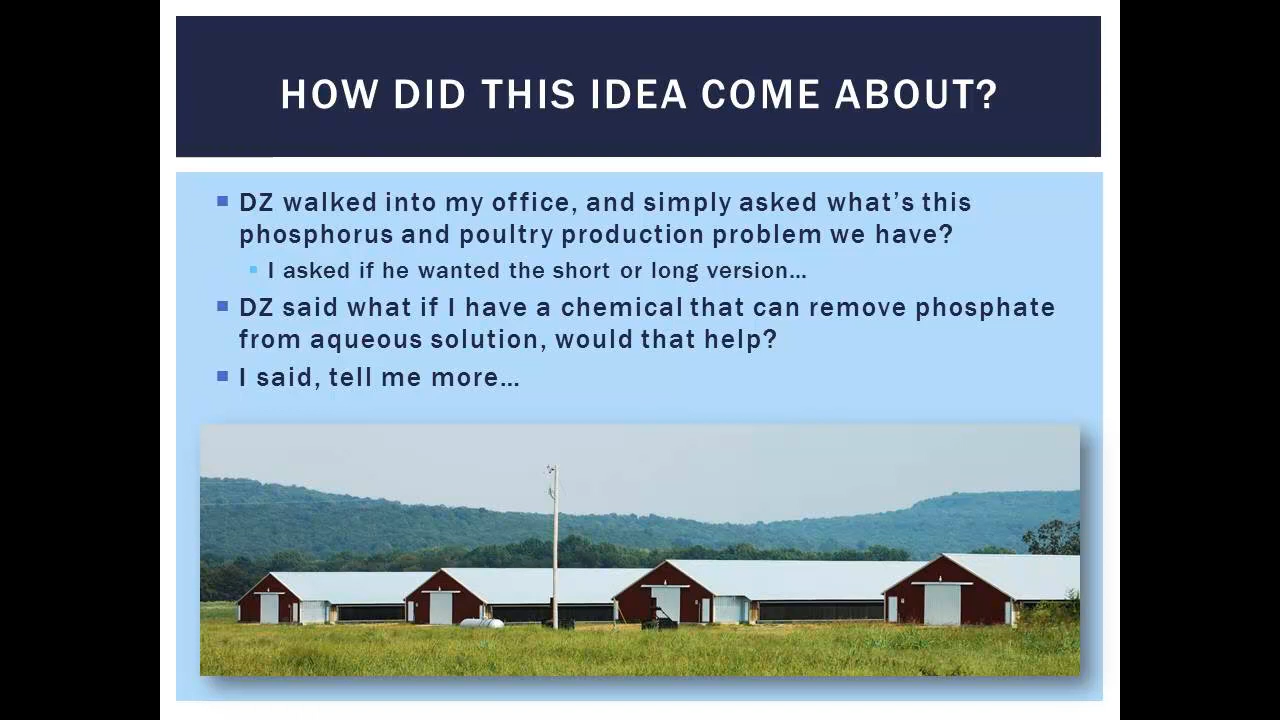 HOW DID THIS IDEA COME ABOUT?
DZ walked into my office, and simply asked what’s this
phosphorus and poultry production problem we have?
I asked if he wanted the short or long version…
DZ said what if I have a chemical that can remove phosphate
from aqueous solution, would that help?
I said, tell me more…